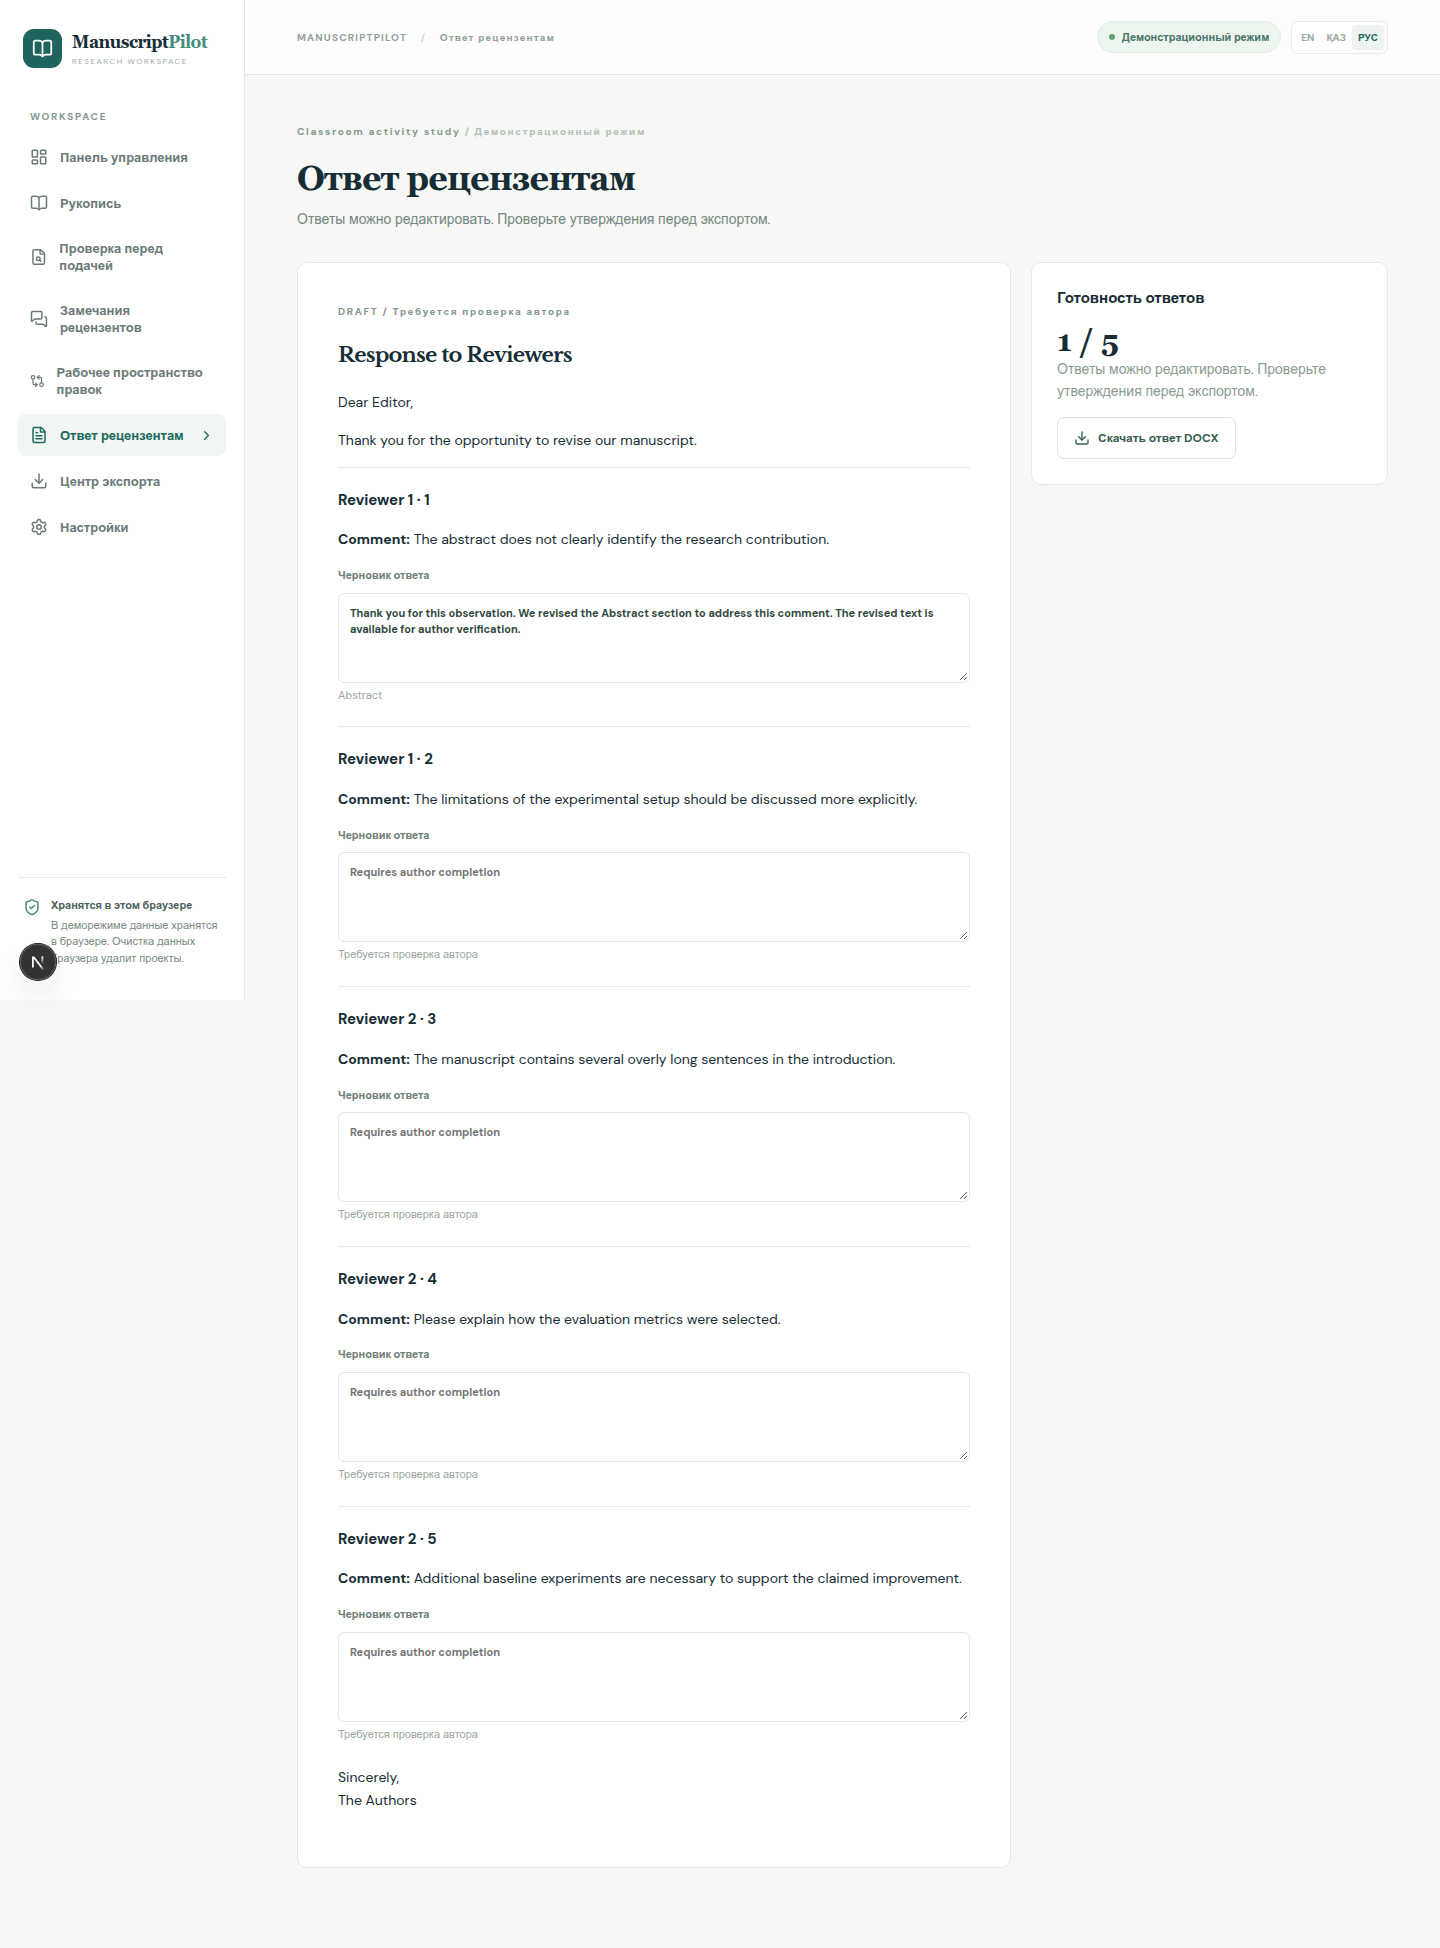 ManuscriptPilot
RESEARCH WORKSPACE
WORKSPACE
Панель управления
Рукопись
Проверка перед
подачей
Замечания
рецензентов
Рабочее пространство
правок
Ответ рецензентам
Центр экспорта
Настройки
Хранятся в этом браузере
В деморежиме данные хранятся
в браузере. Очистка данных
раузера удалит проекты.
N
MANUSCRIPTPILOT / Ответ рецензентам
Демонстрационный режим
EN ҚАЗ РУС
Classroom activity study / Демонстрационный режим
Ответ рецензентам
Ответы можно редактировать. Проверьте утверждения перед экспортом.
DRAFT / Требуется проверка автора
Response to Reviewers
Dear Editor,
Thank you for the opportunity to revise our manuscript.
Reviewer 1 · 1
Comment: The abstract does not clearly identify the research contribution.
Черновик ответа
Thank you for this observation. We revised the Abstract section to address this comment. The revised text is
available for author verification.
Abstract
Reviewer 1 · 2
Comment: The limitations of the experimental setup should be discussed more explicitly.
Черновик ответа
Requires author completion
Требуется проверка автора
Reviewer 2 · 3
Comment: The manuscript contains several overly long sentences in the introduction.
Черновик ответа
Requires author completion
Требуется проверка автора
Reviewer 2 · 4
Comment: Please explain how the evaluation metrics were selected.
Черновик ответа
Requires author completion
Требуется проверка автора
Reviewer 2 · 5
Comment: Additional baseline experiments are necessary to support the claimed improvement.
Черновик ответа
Requires author completion
Требуется проверка автора
Sincerely,
The Authors
Готовность ответов
1 / 5
Ответы можно редактировать. Проверьте
утверждения перед экспортом.
Скачать ответ DOCX